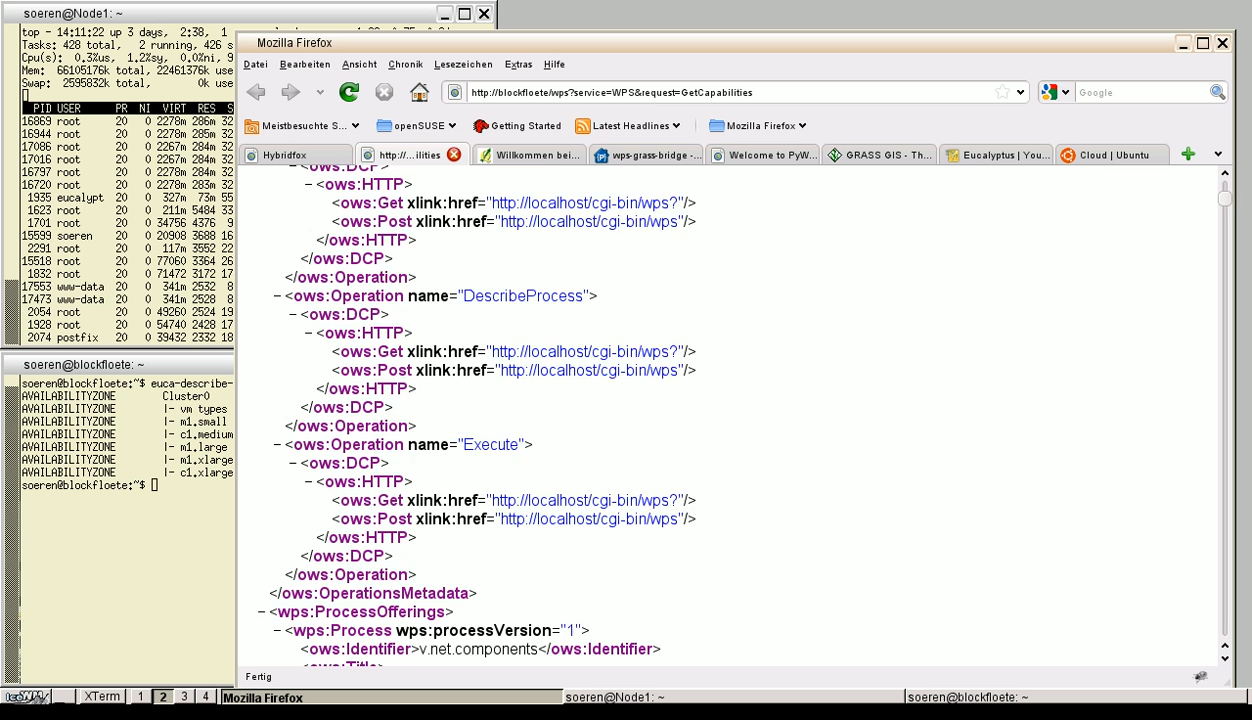 soeren@Node1: ~
top - 14:11:22 up 3 days, 2:38, 1
Tasks: 428 total, 2 running, 426 s
Cpu(s): 0.3%us, 1.2%sy, 0.0%ni, 9
Mem: 66105176k total, 22461376k use
Swap: 2595832k total, 0k use
PID USER PR NI VIRT RES S
16869 root 20 0 2278m 286m 32
16944 root 20 0 2278m 285m 32
17086 root 20 0 2267m 284m 32
17016 root 20 0 2267m 284m 32
16797 root 20 0 2278m 284m 32
16720 root 20 0 2278m 283m 32
1935 eucalypt 20 0 327m 73m 55
1623 root 20 0 211m 5484 33
1701 root 20 0 34756 4376 9
15599 soeren 20 0 20908 3688 16
2291 root 20 0 117m 3552 22
15518 root 20 0 77060 3364 26
1832 root 20 0 71472 3172 17
17553 www-data 20 0 341m 2532 8
17473 www-data 20 0 341m 2528 8
2054 root 20 0 49260 2524 19
1928 root 20 0 54740 2428 17
2074 postfix 20 0 39432 2332 18
soeren@blockfloete: ~
soeren@blockfloete:~$ euca-describe-
AVAILABILITYZONE Cluster0
AVAILABILITYZONE |- vm types
AVAILABILITYZONE |- m1.small
AVAILABILITYZONE |- c1.medium
AVAILABILITYZONE |- m1.large
AVAILABILITYZONE |- m1.xlarge
AVAILABILITYZONE |- c1.xlarge
soeren@blockfloete:~$
Mozilla Firefox
Datei Bearbeiten Ansicht Chronik Lesezeichen Extras Hilfe
http://blockfloete/wps?service=WPS&request=GetCapabilities
Google
Meistbesuchte S... openSUSE Getting Started Latest Headlines Mozilla Firefox
Hybridfox http://...ilities Willkommen bei... wps-grass-bridge -... Welcome to PyW... GRASS GIS - Th... Eucalyptus | You... Cloud | Ubuntu
<ows:DCP>
− <ows:HTTP>
<ows:Get xlink:href="http://localhost/cgi-bin/wps?"/>
<ows:Post xlink:href="http://localhost/cgi-bin/wps"/>
</ows:HTTP>
</ows:DCP>
</ows:Operation>
− <ows:Operation name="DescribeProcess">
− <ows:DCP>
− <ows:HTTP>
<ows:Get xlink:href="http://localhost/cgi-bin/wps?"/>
<ows:Post xlink:href="http://localhost/cgi-bin/wps"/>
</ows:HTTP>
</ows:DCP>
</ows:Operation>
− <ows:Operation name="Execute">
− <ows:DCP>
− <ows:HTTP>
<ows:Get xlink:href="http://localhost/cgi-bin/wps?"/>
<ows:Post xlink:href="http://localhost/cgi-bin/wps"/>
</ows:HTTP>
</ows:DCP>
</ows:Operation>
</ows:OperationsMetadata>
− <wps:ProcessOfferings>
− <wps:Process wps:processVersion="1">
<ows:Identifier>v.net.components</ows:Identifier>
<ows:Title>
Fertig
XTerm 1 2 3 4 Mozilla Firefox soeren@Node1: ~ soeren@blockfloete: ~